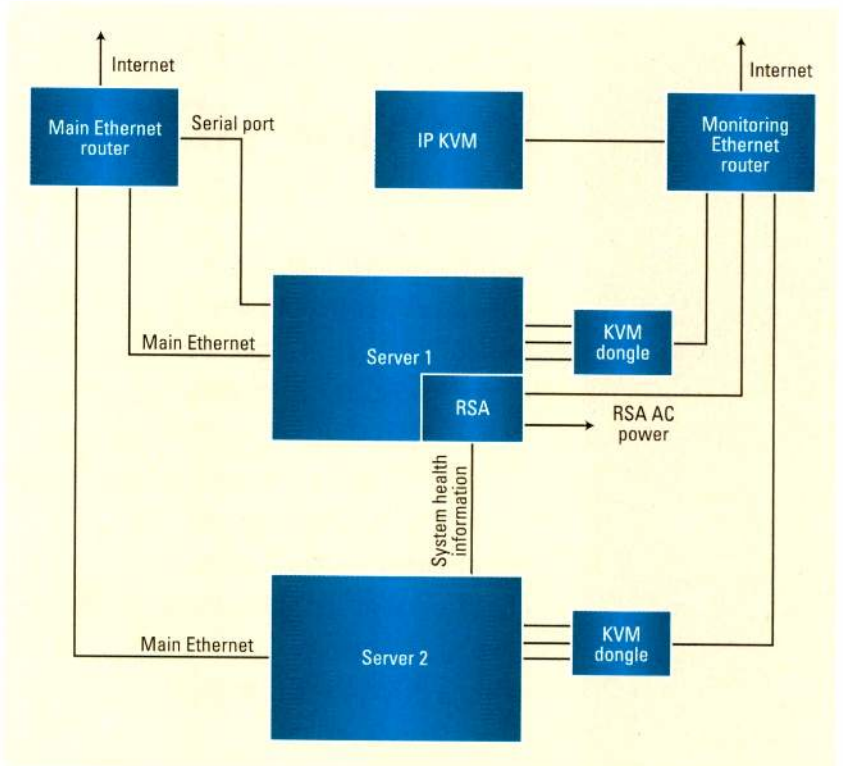 Internet
Internet
Main Ethernet
router
Serial port
IP KVM
Monitoring
Ethernet
router
Main Ethernet
Server 1
KVM
dongle
RSA
RSA AC
power
System health
information
Main Ethernet
Server 2
KVM
dongle